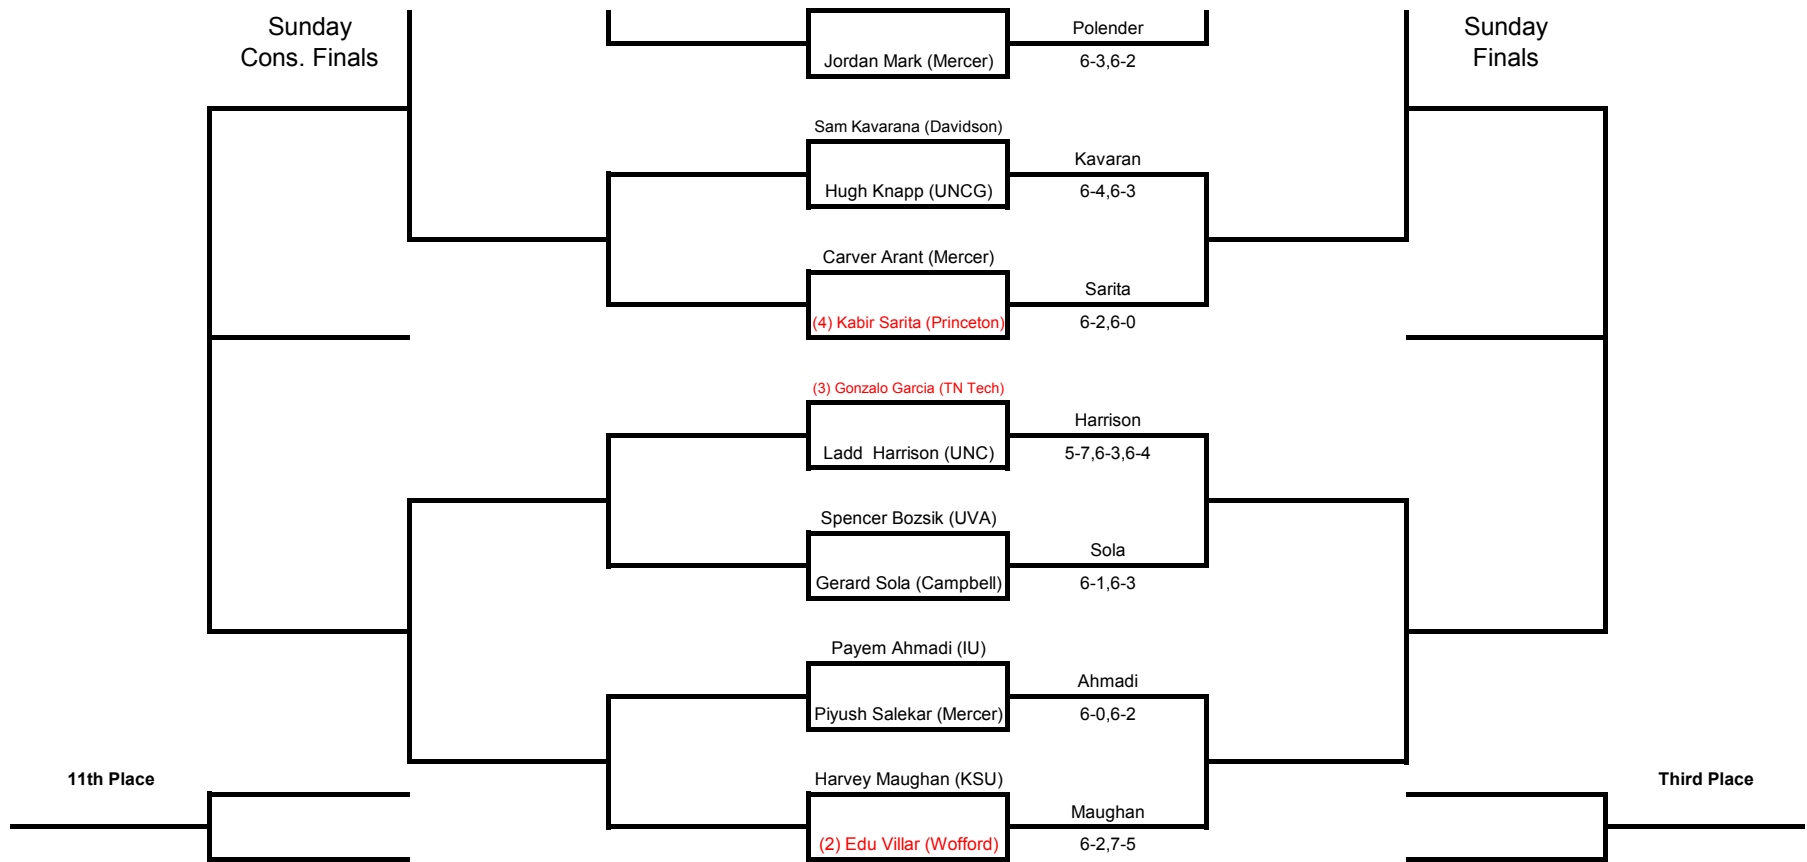 Sunday
Cons. Finals
Polender
Sunday
Finals
Jordan Mark (Mercer)
6-3,6-2
Sam Kavarana (Davidson)
Kavaran
Hugh Knapp (UNCG)
6-4,6-3
Carver Arant (Mercer)
Sarita
(4) Kabir Sarita (Princeton)
6-2,6-0
(3) Gonzalo Garcia (TN Tech)
Harrison
Ladd  Harrison (UNC)
5-7,6-3,6-4
Spencer Bozsik (UVA)
Sola
Gerard Sola (Campbell)
6-1,6-3
Payem Ahmadi (IU)
Ahmadi
Piyush Salekar (Mercer)
6-0,6-2
11th Place
Harvey Maughan (KSU)
Third Place
Maughan
(2) Edu Villar (Wofford)
6-2,7-5